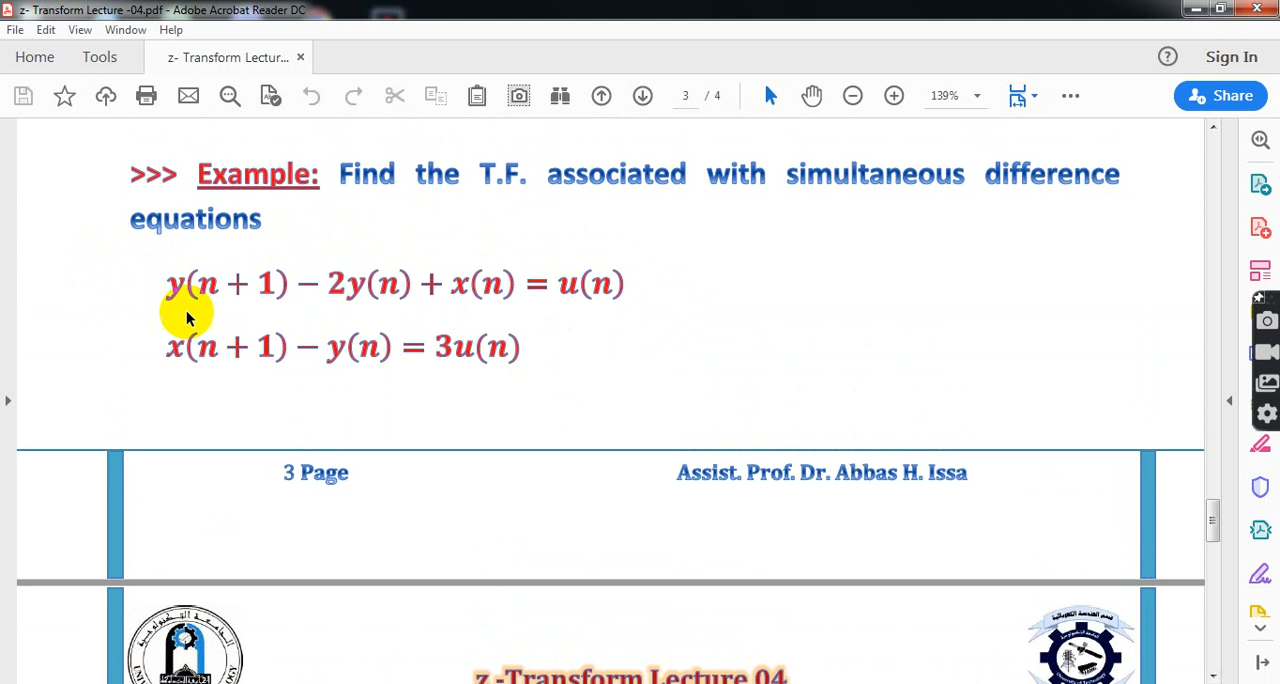 z- Transform Lecture -04.pdf - Adobe Acrobat Reader DC
File Edit View Window Help
Home Tools z- Transform Lectur... × Sign In
3 / 4 139% Share
>>> Example: Find the T.F. associated with simultaneous difference
equations
y(n + 1) − 2y(n) + x(n) = u(n)
x(n + 1) − y(n) = 3u(n)
3 Page Assist. Prof. Dr. Abbas H. Issa
z -Transform Lecture 04